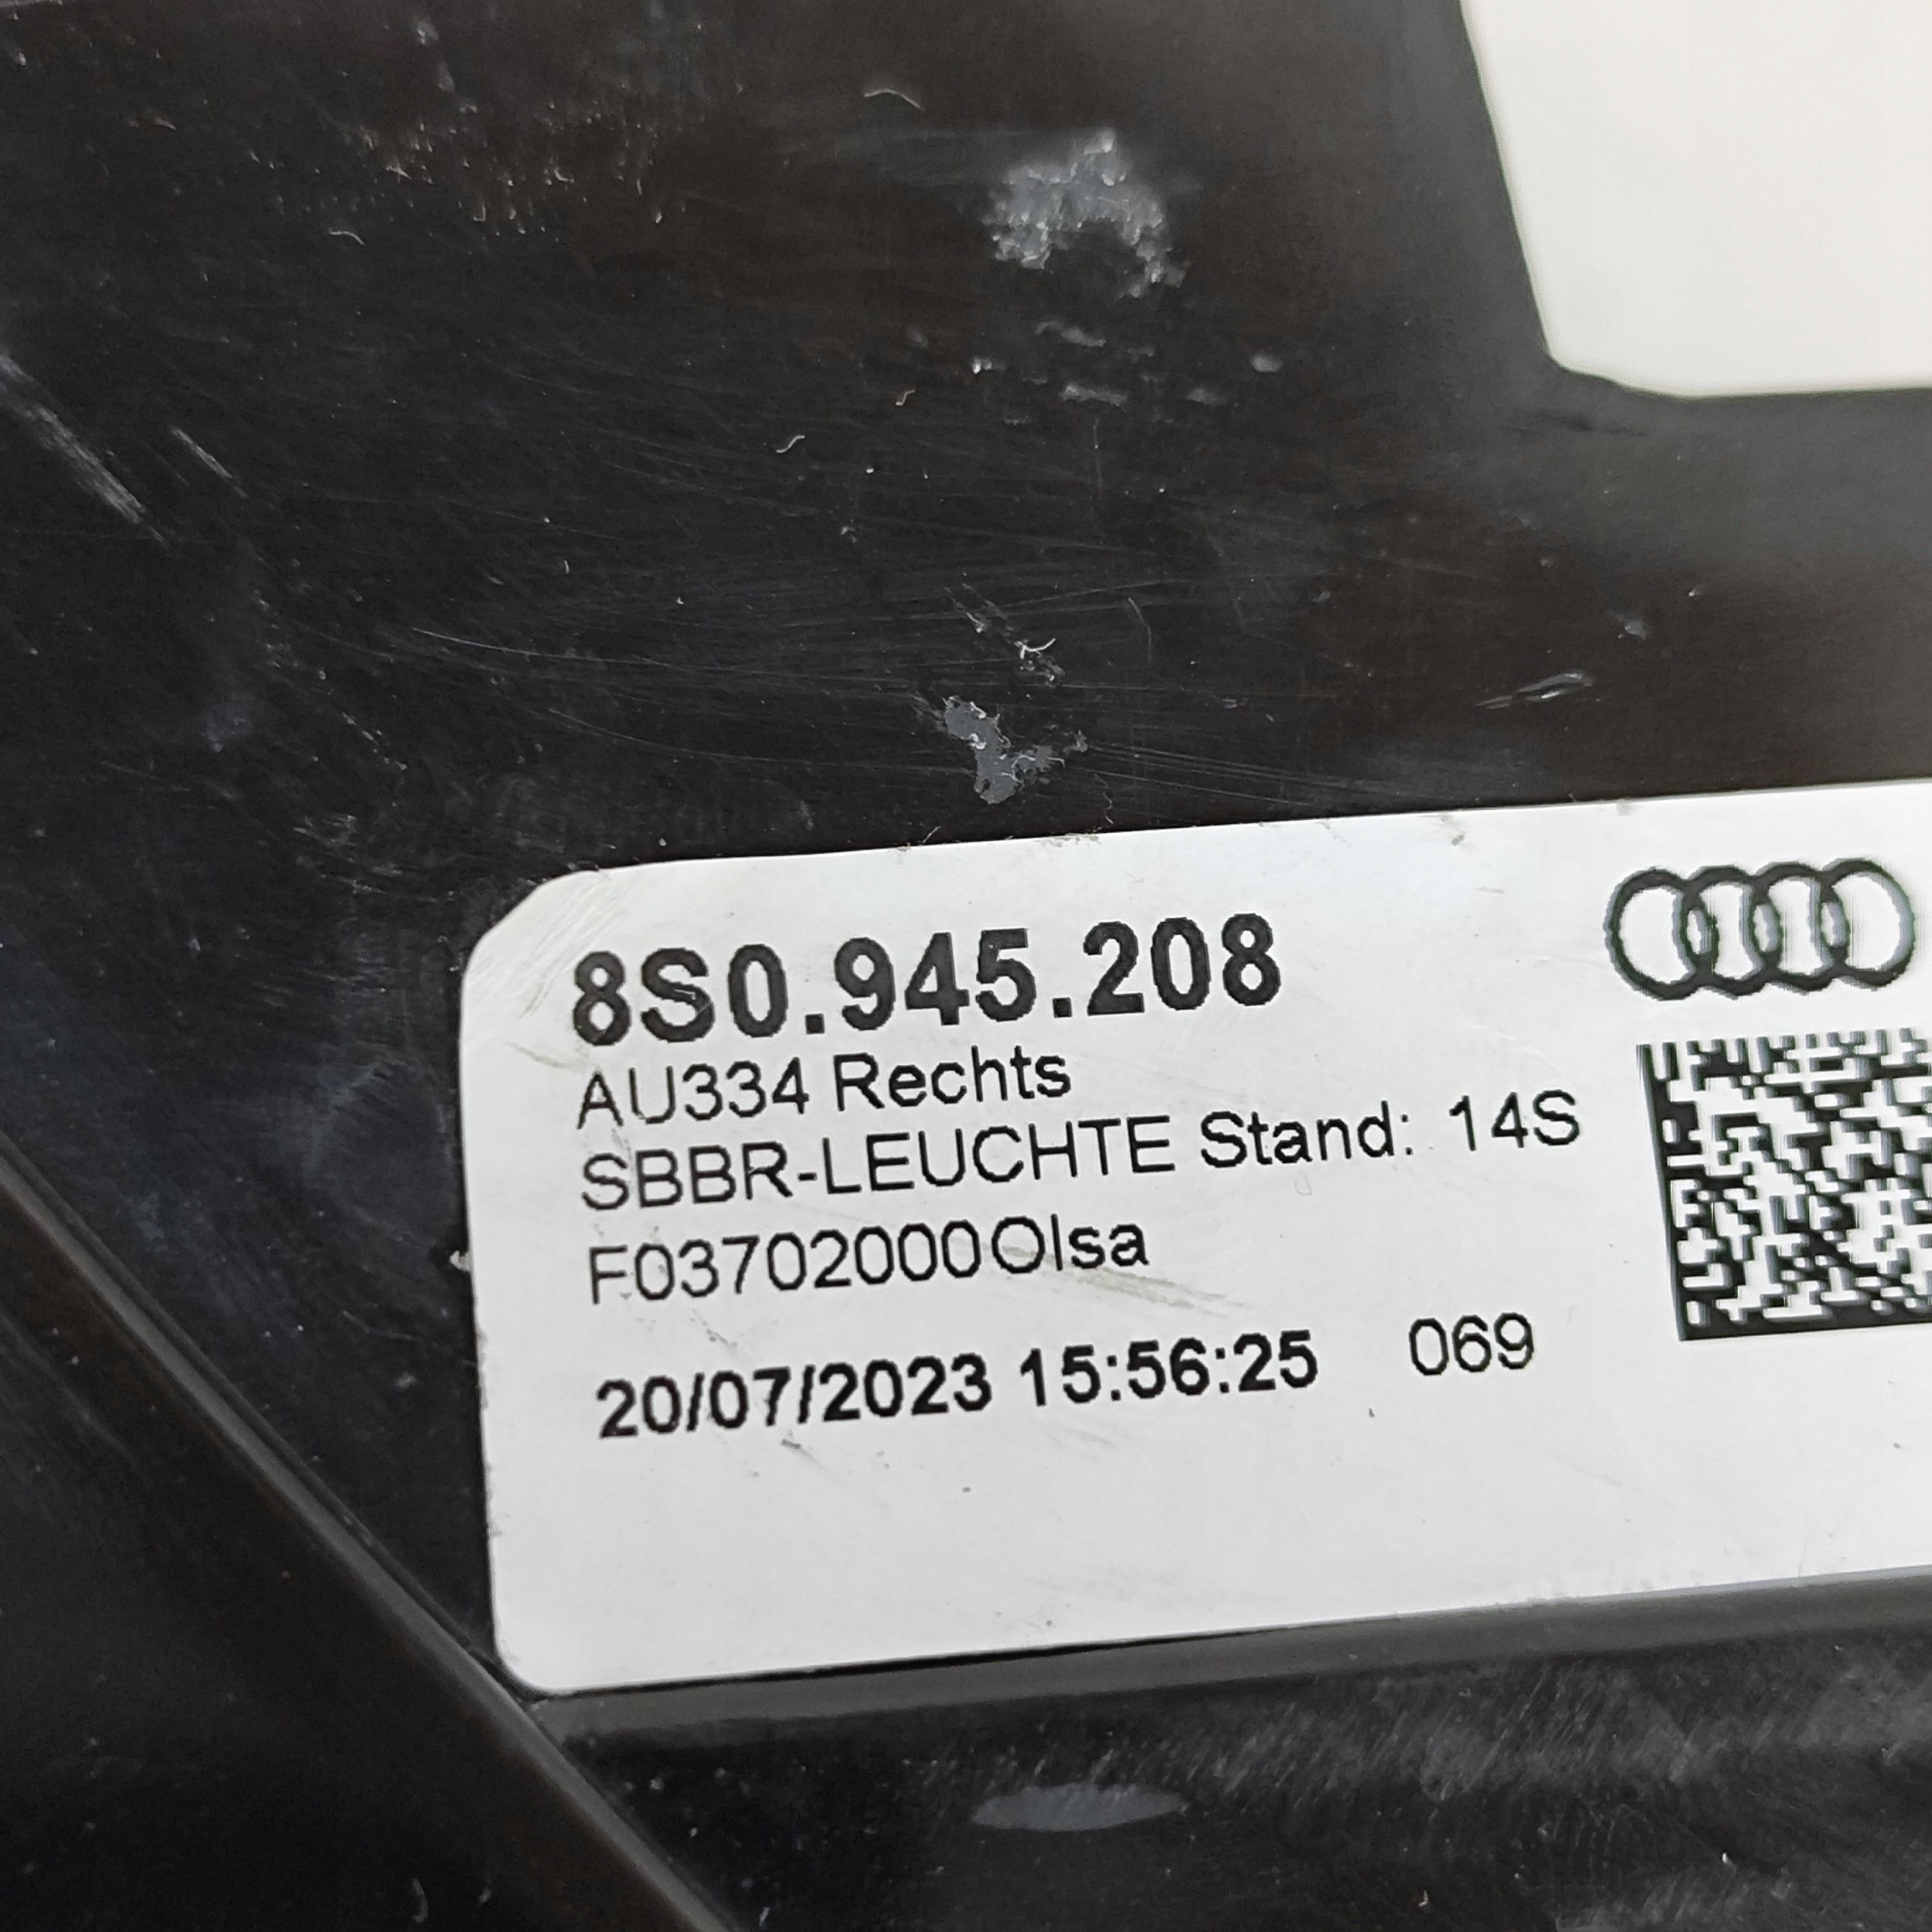 8S0.945.208
AU334 Rechts
SBBR-LEUCHTE Stand: 14S
F03702000Olsa
20/07/2023 15:56:25 069